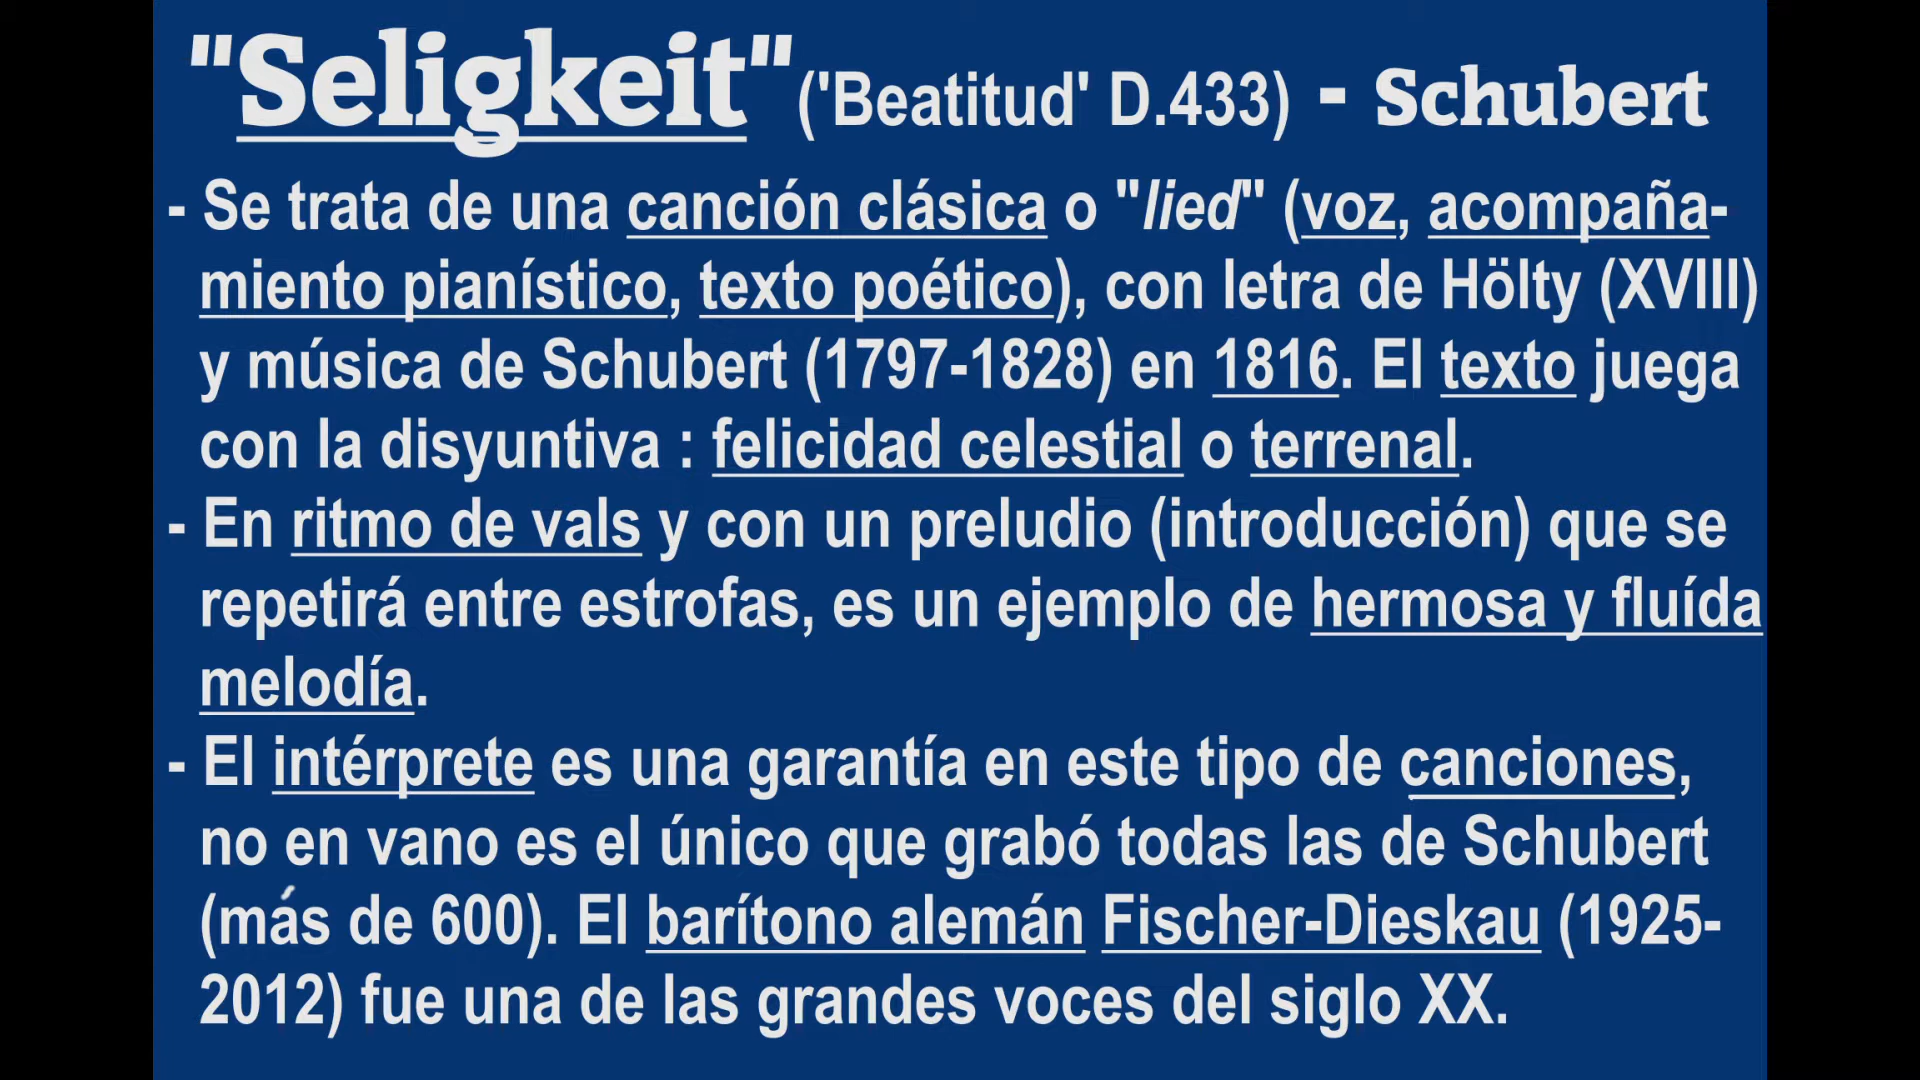 "Seligkeit" ('Beatitud' D.433) - Schubert
- Se trata de una canción clásica o "lied" (voz, acompaña-
miento pianístico, texto poético), con letra de Hölty (XVIII)
y música de Schubert (1797-1828) en 1816. El texto juega
con la disyuntiva : felicidad celestial o terrenal.
- En ritmo de vals y con un preludio (introducción) que se
repetirá entre estrofas, es un ejemplo de hermosa y fluída
melodía.
- El intérprete es una garantía en este tipo de canciones,
no en vano es el único que grabó todas las de Schubert
(más de 600). El barítono alemán Fischer-Dieskau (1925-
2012) fue una de las grandes voces del siglo XX.